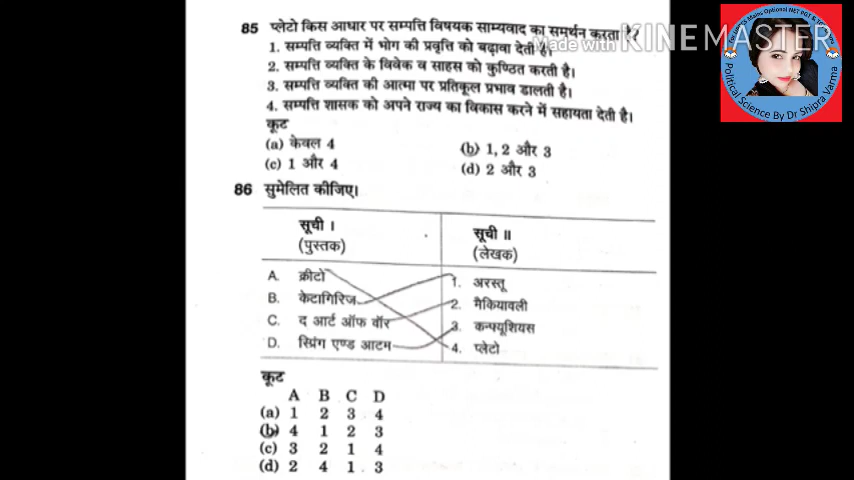 85 प्लेटो किस आधार पर सम्पत्ति विषयक साम्यवाद का समर्थन करता है?
1. सम्पत्ति व्यक्ति में भोग की प्रवृत्ति को बढ़ावा देती है।
2. सम्पत्ति व्यक्ति के विवेक व साहस को कुण्ठित करती है।
3. सम्पत्ति व्यक्ति की आत्मा पर प्रतिकूल प्रभाव डालती है।
4. सम्पत्ति शासक को अपने राज्य का विकास करने में सहायता देती है।
कूट
(a) केवल 4 (b) 1, 2 और 3
(c) 1 और 4 (d) 2 और 3
86 सुमेलित कीजिए।
सूची I सूची II
(पुस्तक) (लेखक)
A. क्रीटो 1. अरस्तू
B. केटागिरिज 2. मैकियावली
C. द आर्ट ऑफ वॉर 3. कन्फ्यूशियस
D. स्प्रिंग एण्ड आटम 4. प्लेटो
कूट
A B C D
(a) 1 2 3 4
(b) 4 1 2 3
(c) 3 2 1 4
(d) 2 4 1 3
Made with KINEMASTER
Political Science By Dr Shipra Varma